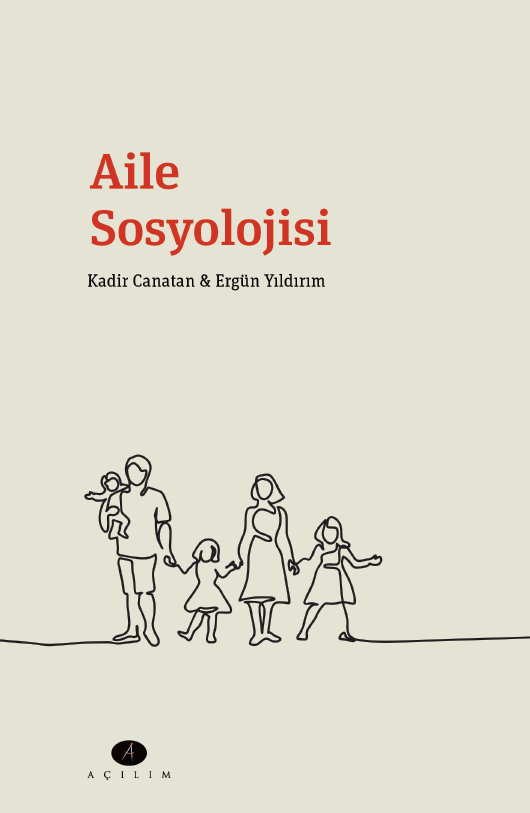 Aile
Sosyolojisi
Kadir Canatan & Ergün Yıldırım
A
AÇILIM